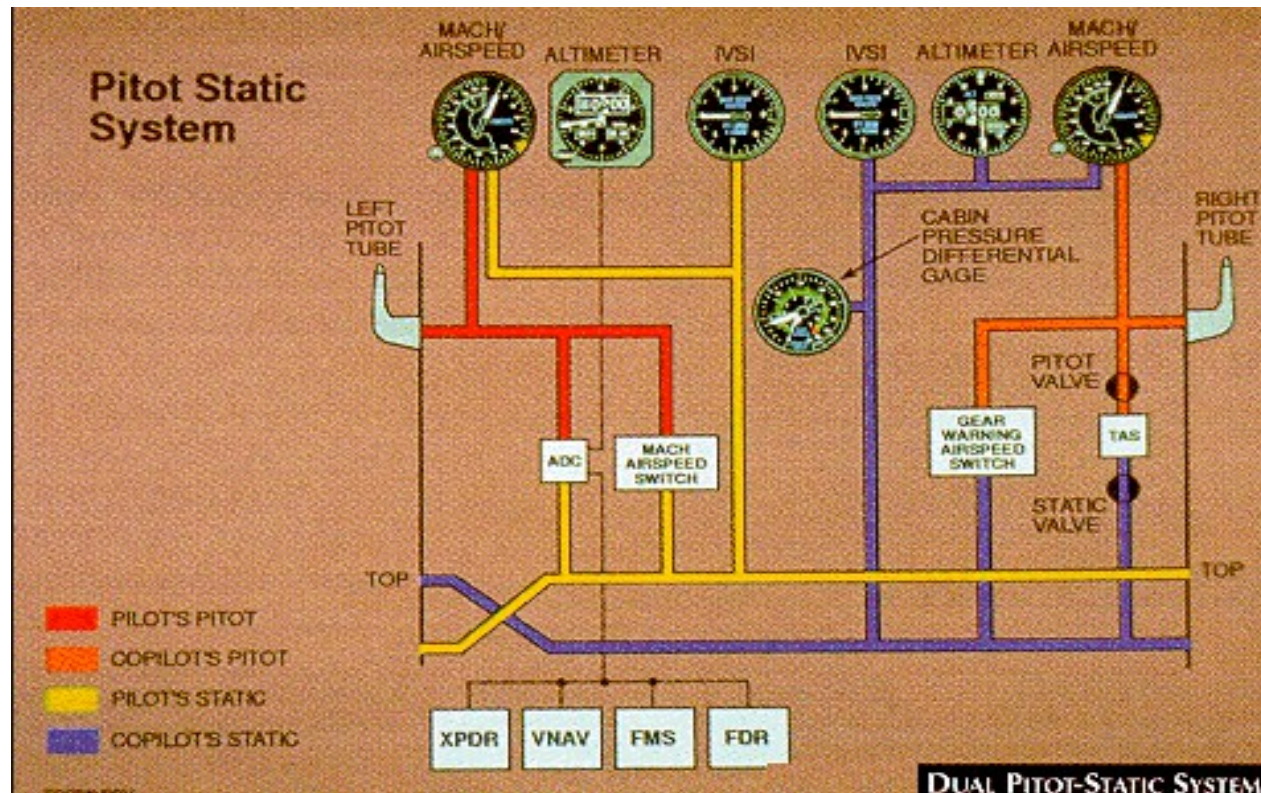 Pitot Static
System
MACH/
AIRSPEED
ALTIMETER
IVSI
IVSI
ALTIMETER
MACH/
AIRSPEED
LEFT
PITOT
TUBE
RIGHT
PITOT
TUBE
CABIN
PRESSURE
DIFFERENTIAL
GAGE
PITOT
VALVE
ADC
MACH
AIRSPEED
SWITCH
GEAR
WARNING
AIRSPEED
SWITCH
TAS
STATIC
VALVE
TOP
TOP
PILOT'S PITOT
COPILOT'S PITOT
PILOT'S STATIC
COPILOT'S STATIC
XPDR
VNAV
FMS
FDR
DUAL PITOT-STATIC SYSTEM